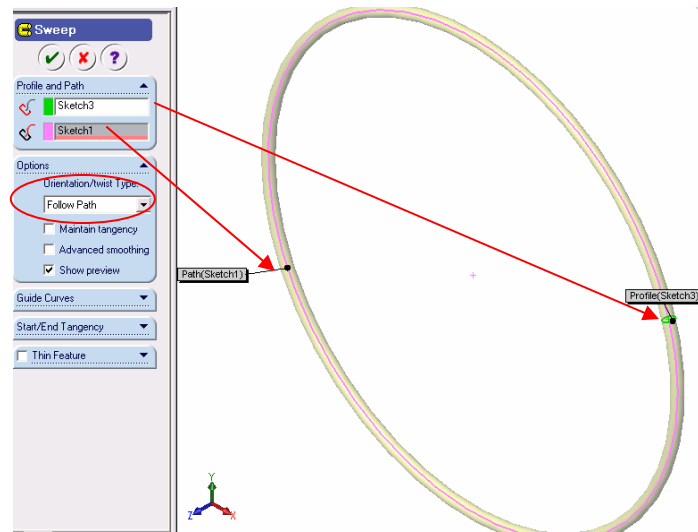 Sweep
?
Profile and Path
Sketch3
Sketch1
Options
Orientation/twist Type:
Follow Path
Maintain tangency
Advanced smoothing
Show preview
Path(Sketch1)
Profile(Sketch3)
Guide Curves
Start/End Tangency
Thin Feature
Y
Z
X